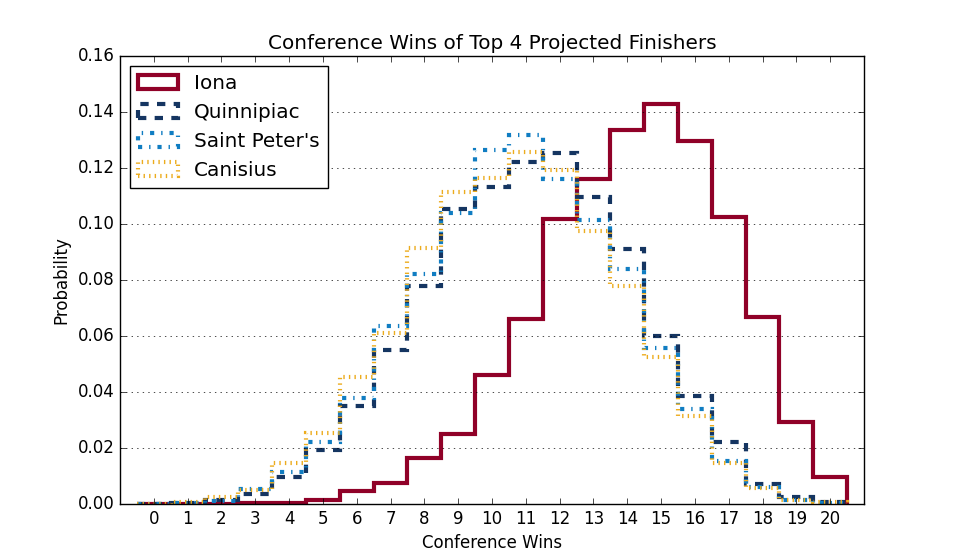 Conference Wins of Top 4 Projected Finishers
0.16
0.14
0.12
0.10
0.08
0.06
0.04
0.02
0.00
Probability
Iona
Quinnipiac
Saint Peter's
Canisius
0 1 2 3 4 5 6 7 8 9 10 11 12 13 14 15 16 17 18 19 20
Conference Wins